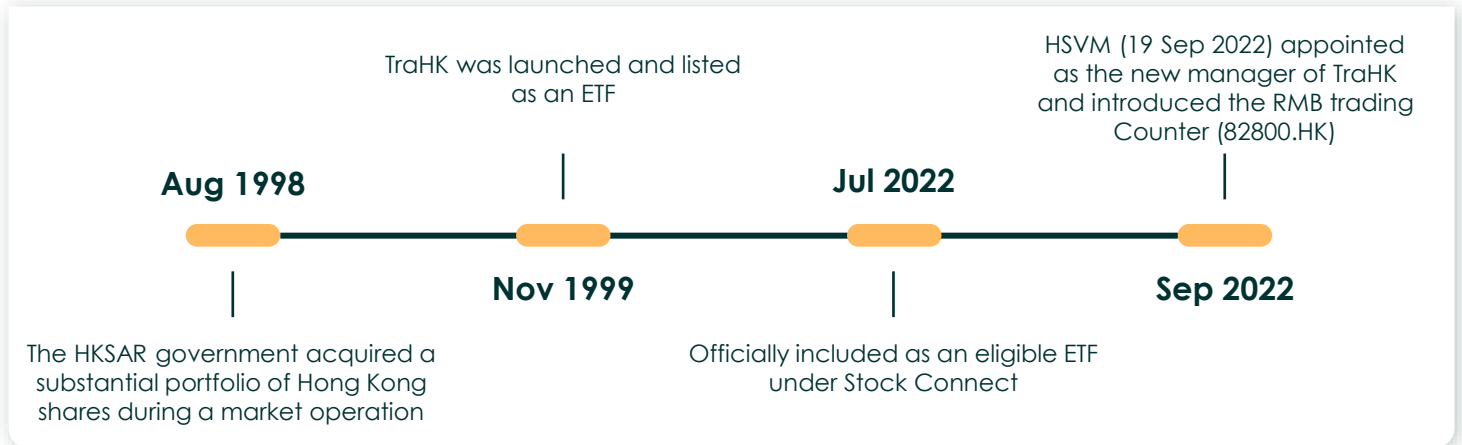 Aug 1998
The HKSAR government acquired a
substantial portfolio of Hong Kong
shares during a market operation
TraHK was launched and listed
as an ETF
Nov 1999
Jul 2022
Officially included as an eligible ETF
under Stock Connect
HSVM (19 Sep 2022) appointed
as the new manager of TraHK
and introduced the RMB trading
Counter (82800.HK)
Sep 2022